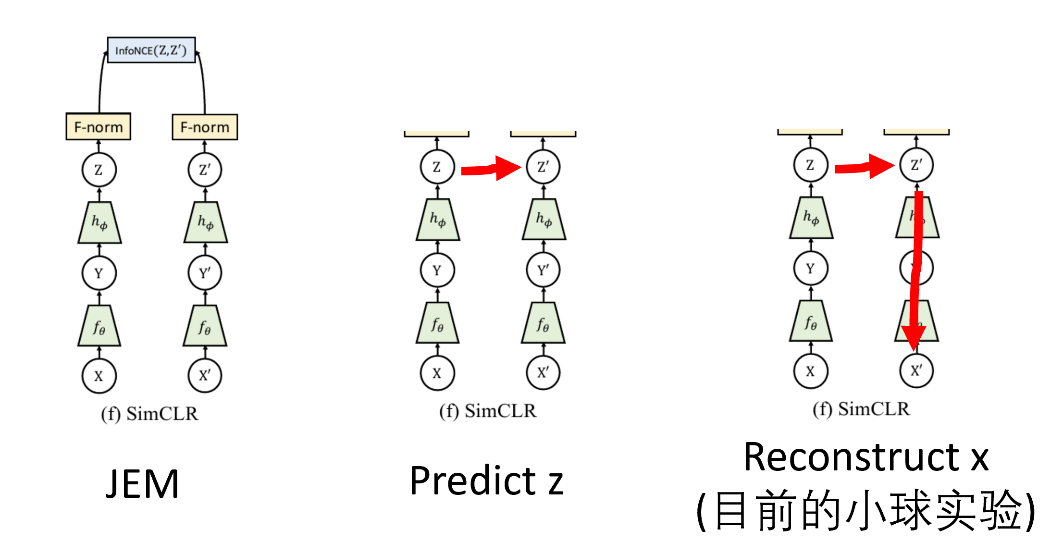 InfoNCE(Z,Z′)
F-norm F-norm
Z Z′ Z Z′ Z Z′
hϕ hϕ hϕ hϕ hϕ
Y Y′ Y Y′ Y
fθ fθ fθ fθ fθ
X X′ X X′ X X′
(f) SimCLR (f) SimCLR (f) SimCLR
JEM Predict z Reconstruct x
(目前的小球实验)